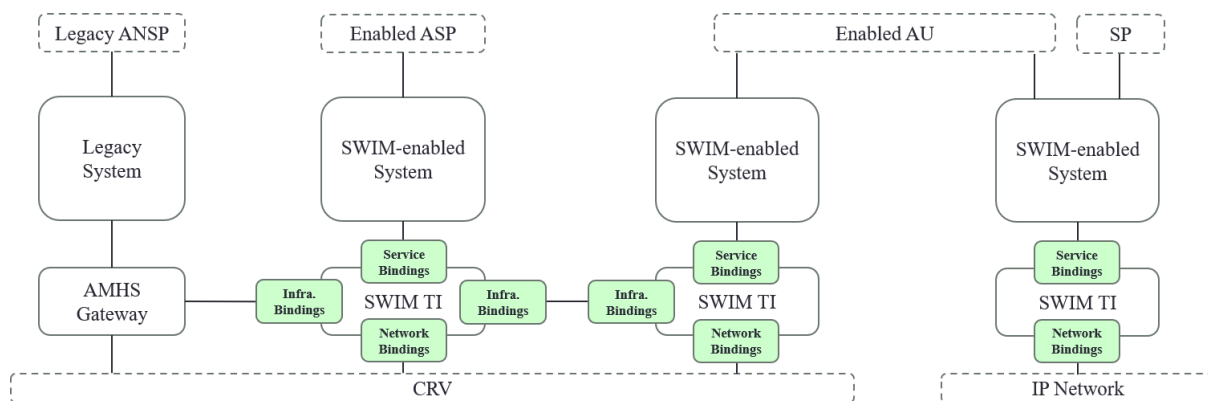 Legacy ANSP
Enabled ASP
Enabled AU
SP
Legacy
System
SWIM-enabled
System
SWIM-enabled
System
SWIM-enabled
System
AMHS
Gateway
Infra.
Bindings
Service
Bindings
SWIM TI
Network
Bindings
Infra.
Bindings
Infra.
Bindings
Service
Bindings
SWIM TI
Network
Bindings
Service
Bindings
SWIM TI
Network
Bindings
CRV
IP Network